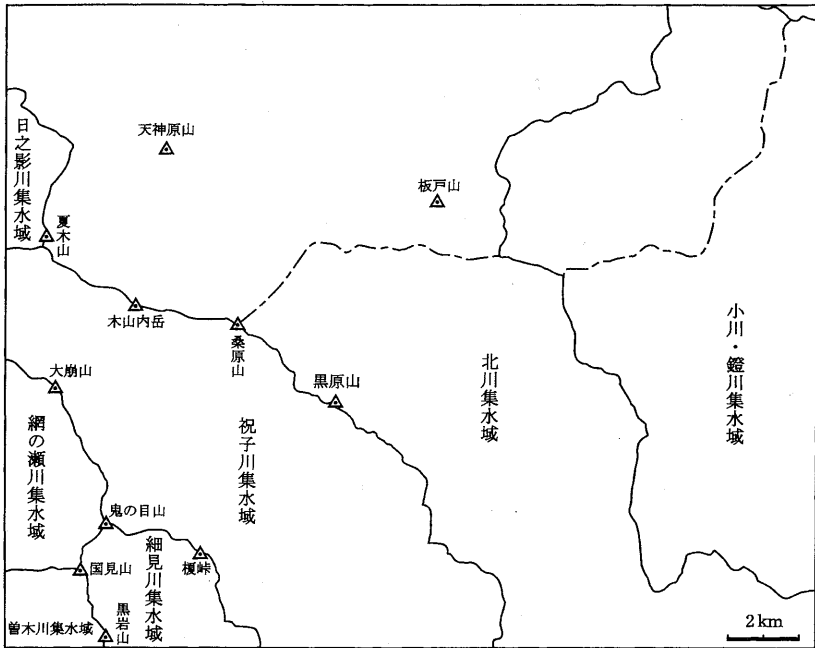 天神原山
日之影川集水域
板戸山
夏木山
木山内岳
桑原山
小川・鐙川集水域
北川集水域
大崩山
黒原山
網の瀬川集水域
祝子川集水域
鬼の目山
細見川集水域
榎峠
国見山
黒岩山
曽木川集水域
2km